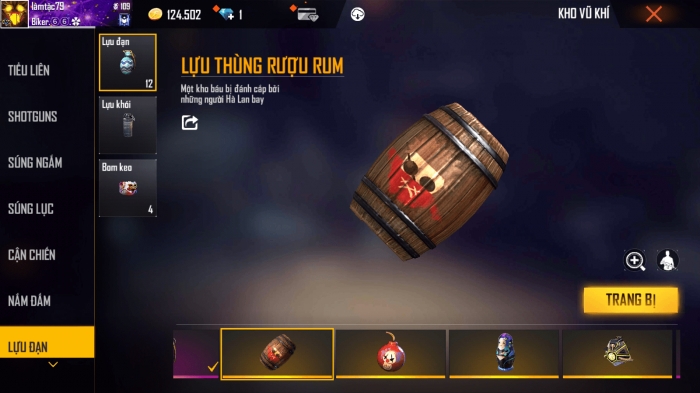 lâmtặc79
# 109
Biker. 6 6
124.502
1
KHO VŨ KHÍ
TIỂU LIÊN
SHOTGUNS
SÚNG NGẮM
SÚNG LỤC
CẬN CHIẾN
NẮM ĐẤM
LỰU ĐẠN
Lựu đạn
12
Lựu khói
Bom keo
4
LỰU THÙNG RƯỢU RUM
Một kho báu bị đánh cắp bởi
những người Hà Lan bay
TRANG BỊ